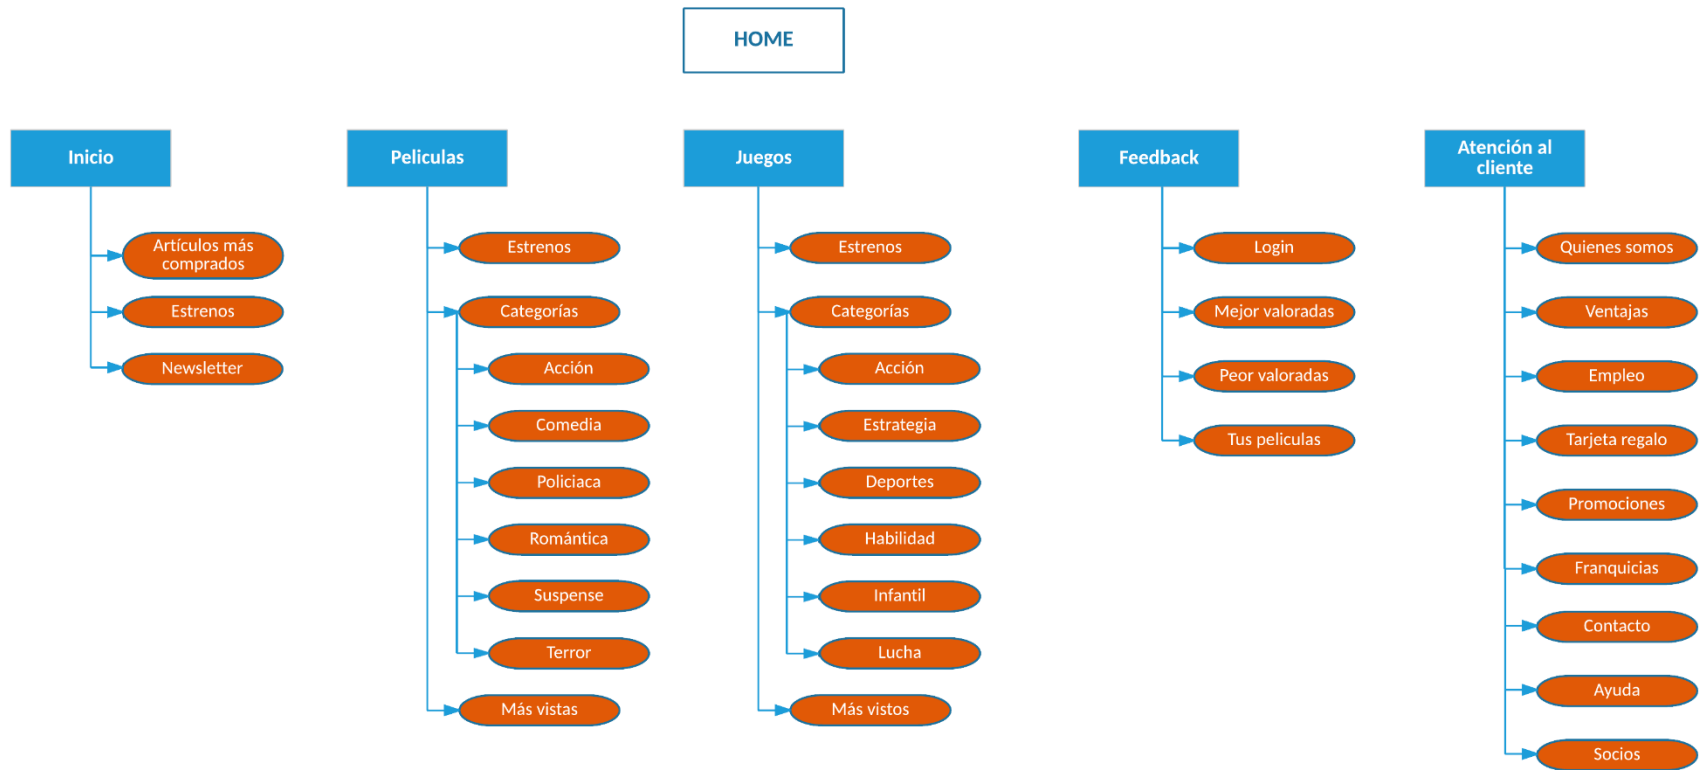 HOME
Inicio
Artículos más
comprados
Estrenos
Newsletter
Peliculas
Estrenos
Categorías
Acción
Comedia
Policiaca
Romántica
Suspense
Terror
Más vistas
Juegos
Estrenos
Categorías
Acción
Estrategia
Deportes
Habilidad
Infantil
Lucha
Más vistos
Feedback
Login
Mejor valoradas
Peor valoradas
Tus peliculas
Atención al
cliente
Quienes somos
Ventajas
Empleo
Tarjeta regalo
Promociones
Franquicias
Contacto
Ayuda
Socios